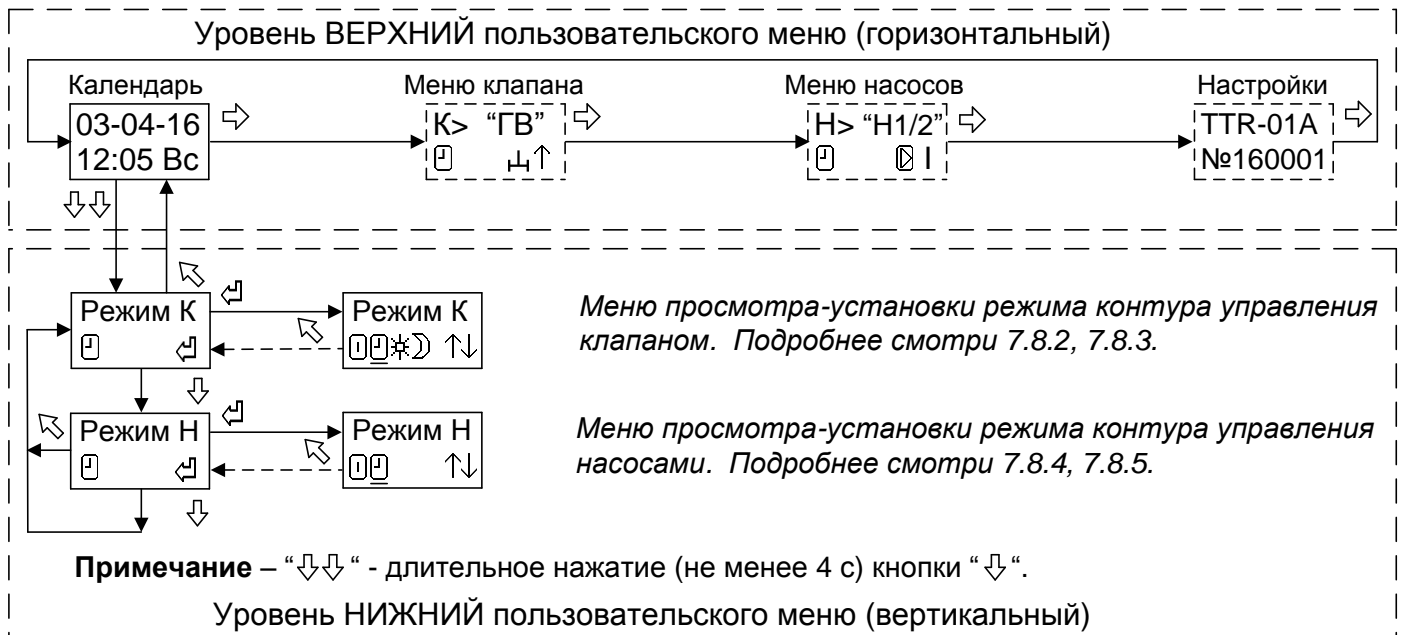 Уровень ВЕРХНИЙ пользовательского меню (горизонтальный)
Календарь
Меню клапана
Меню насосов
Настройки
03-04-16
12:05 Вс
К> “ГВ”
↑
Н> “Н1/2”
I
TTR-01A
№160001
⇩⇩
Режим К
Режим К
↑↓
Меню просмотра-установки режима контура управления
клапаном. Подробнее смотри 7.8.2, 7.8.3.
Режим Н
Режим Н
↑↓
Меню просмотра-установки режима контура управления
насосами. Подробнее смотри 7.8.4, 7.8.5.
Примечание – “⇩⇩ “ - длительное нажатие (не менее 4 с) кнопки “ ⇩ “.
Уровень НИЖНИЙ пользовательского меню (вертикальный)